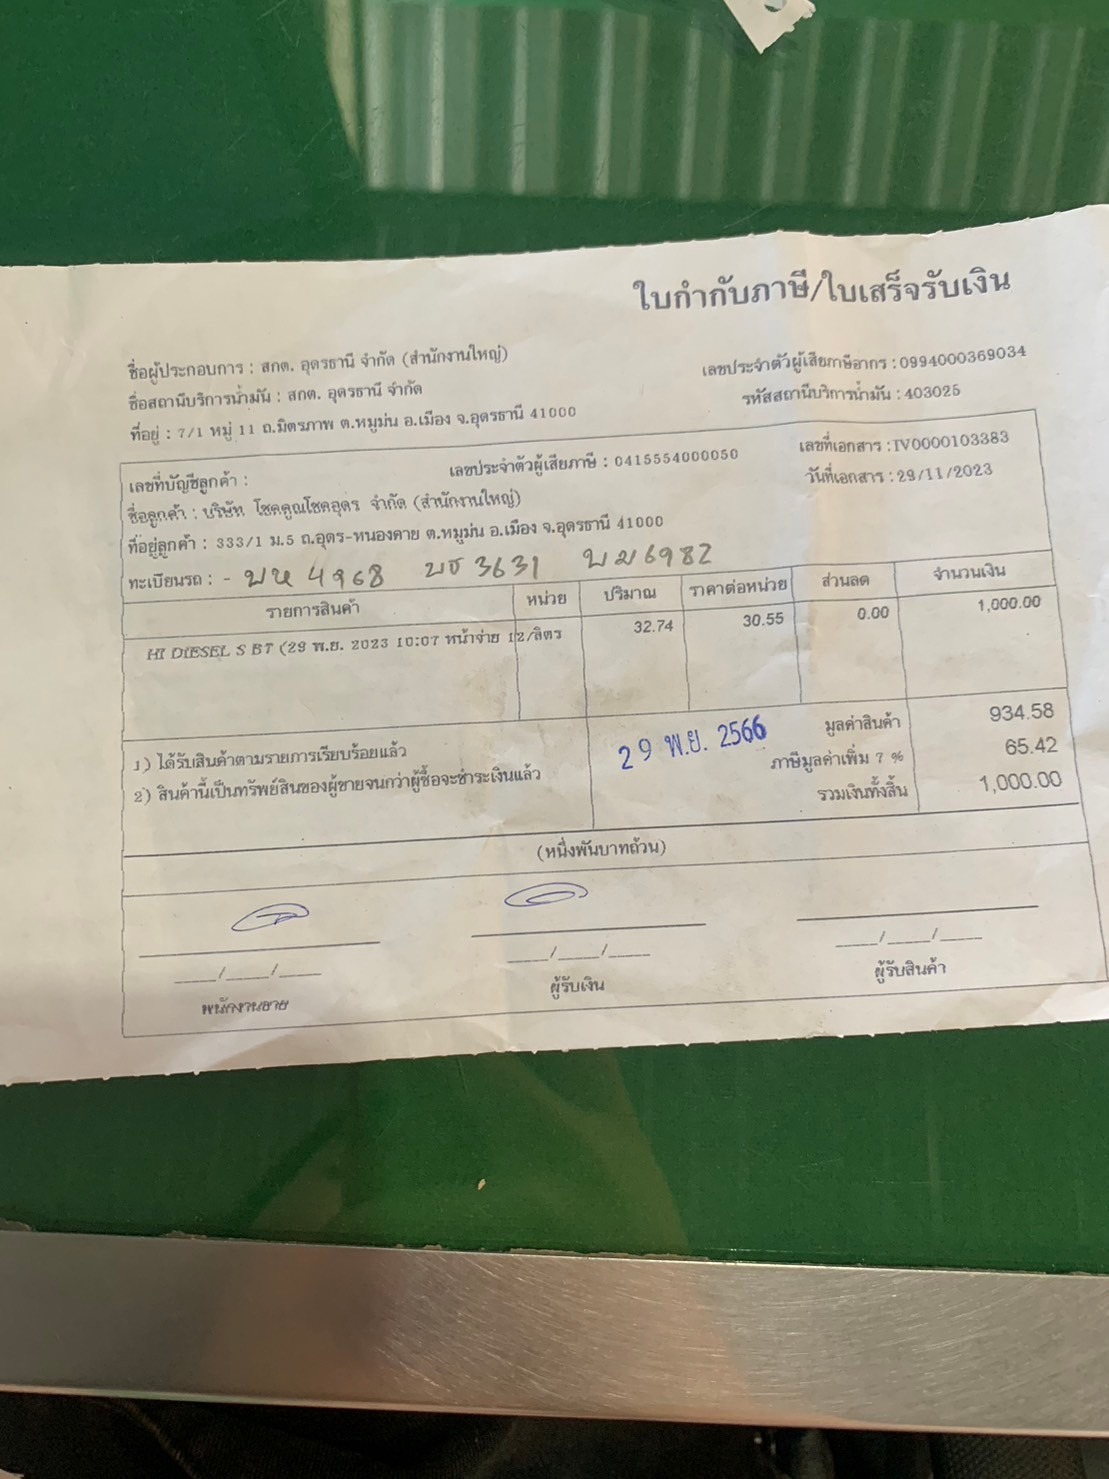 ใบกำกับภาษี/ใบเสร็จรับเงิน
ชื่อผู้ประกอบการ : สกต. อุดรธานี จำกัด (สำนักงานใหญ่)
เลขประจำตัวผู้เสียภาษีอากร : 0994000369034
ชื่อสถานีบริการน้ำมัน : สกต. อุดรธานี จำกัด
รหัสสถานีบริการน้ำมัน : 403025
ที่อยู่ : 7/1 หมู่ 11 ถ.มิตรภาพ ต.หมูม่น อ.เมือง จ.อุดรธานี 41000
เลขที่บัญชีลูกค้า : เลขประจำตัวผู้เสียภาษี : 0415554000050 เลขที่เอกสาร : IV0000103383
ชื่อลูกค้า : บริษัท โชคคูณโชคอุดร จำกัด (สำนักงานใหญ่) วันที่เอกสาร : 29/11/2023
ที่อยู่ลูกค้า : 333/1 ม.5 ถ.อุดร-หนองคาย ต.หมูม่น อ.เมือง จ.อุดรธานี 41000
ทะเบียนรถ : - บห 4968 บธ 3631 บม 6982
รายการสินค้า หน่วย ปริมาณ ราคาต่อหน่วย ส่วนลด จำนวนเงิน
HI DIESEL S BT (29 พ.ย. 2023 10:07 หน้าจ่าย 12/ลิตร 32.74 30.55 0.00 1,000.00
1) ได้รับสินค้าตามรายการเรียบร้อยแล้ว
2) สินค้านี้เป็นทรัพย์สินของผู้ขายจนกว่าผู้ซื้อจะชำระเงินแล้ว
29 พ.ย. 2566
มูลค่าสินค้า 934.58
ภาษีมูลค่าเพิ่ม 7 % 65.42
รวมเงินทั้งสิ้น 1,000.00
(หนึ่งพันบาทถ้วน)
____/____/____ ____/____/____ ____/____/____
พนักงานขาย ผู้รับเงิน ผู้รับสินค้า